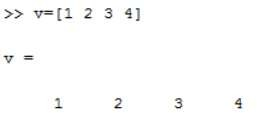 >> v=[1 2 3 4]
v =
1 2 3 4